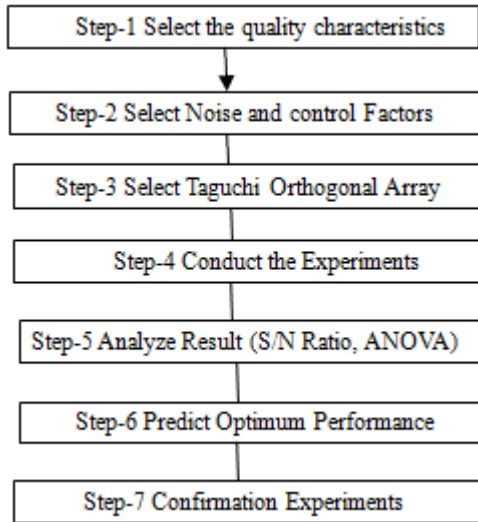 Step-1 Select the quality characteristics
Step-2 Select Noise and control Factors
Step-3 Select Taguchi Orthogonal Array
Step-4 Conduct the Experiments
Step-5 Analyze Result (S/N Ratio, ANOVA)
Step-6 Predict Optimum Performance
Step-7 Confirmation Experiments